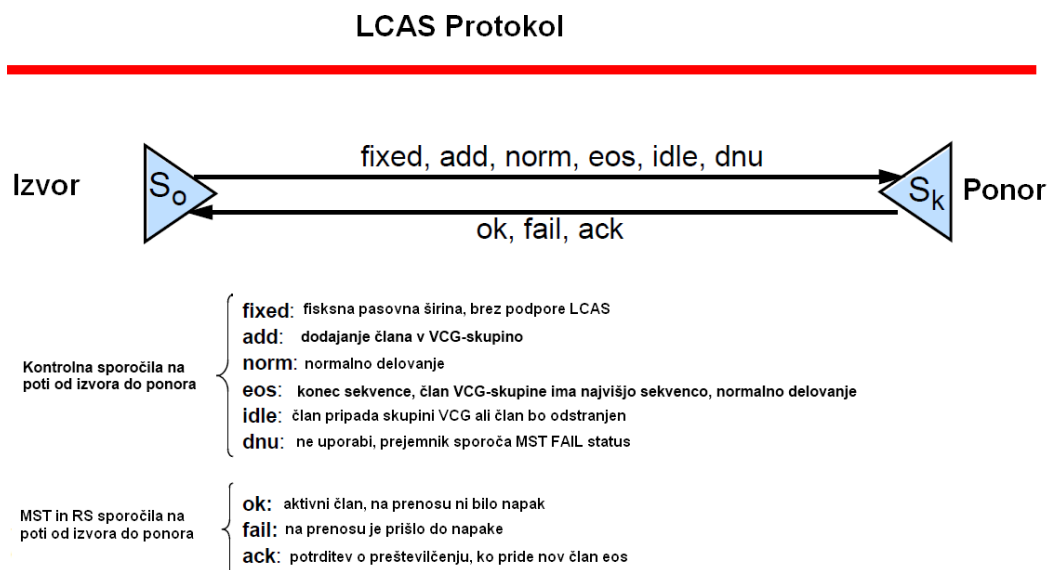 LCAS Protokol
fixed, add, norm, eos, idle, dnu
Izvor
So
Sk
Ponor
ok, fail, ack
Kontrolna sporočila na
poti od izvora do ponora
fixed: fisksna pasovna širina, brez podpore LCAS
add: dodajanje člana v VCG-skupino
norm: normalno delovanje
eos: konec sekvence, član VCG-skupine ima najvišjo sekvenco, normalno delovanje
idle: član pripada skupini VCG ali član bo odstranjen
dnu: ne uporabi, prejemnik sporoča MST FAIL status
MST in RS sporočila na
poti od izvora do ponora
ok: aktivni član, na prenosu ni bilo napak
fail: na prenosu je prišlo do napake
ack: potrditev o preštevilčenju, ko pride nov član eos